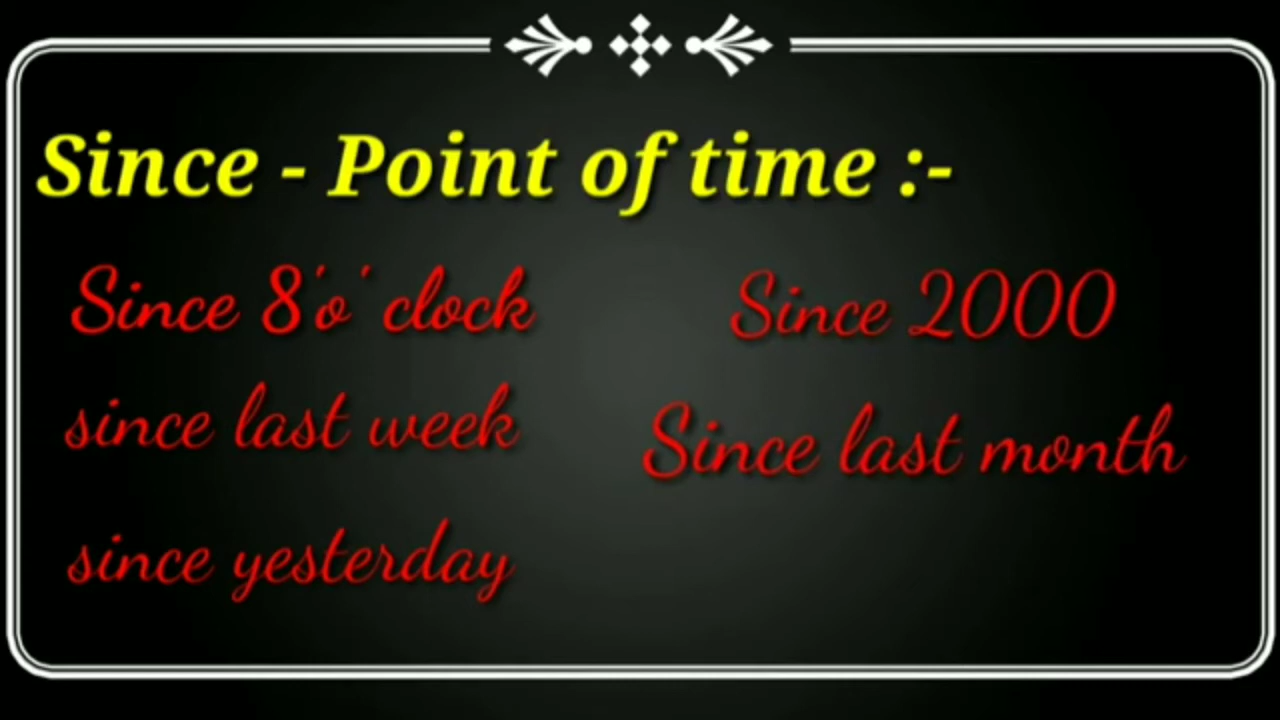 Since - Point of time :-
Since 8'o' clock
Since 2000
since last week
Since last month
since yesterday